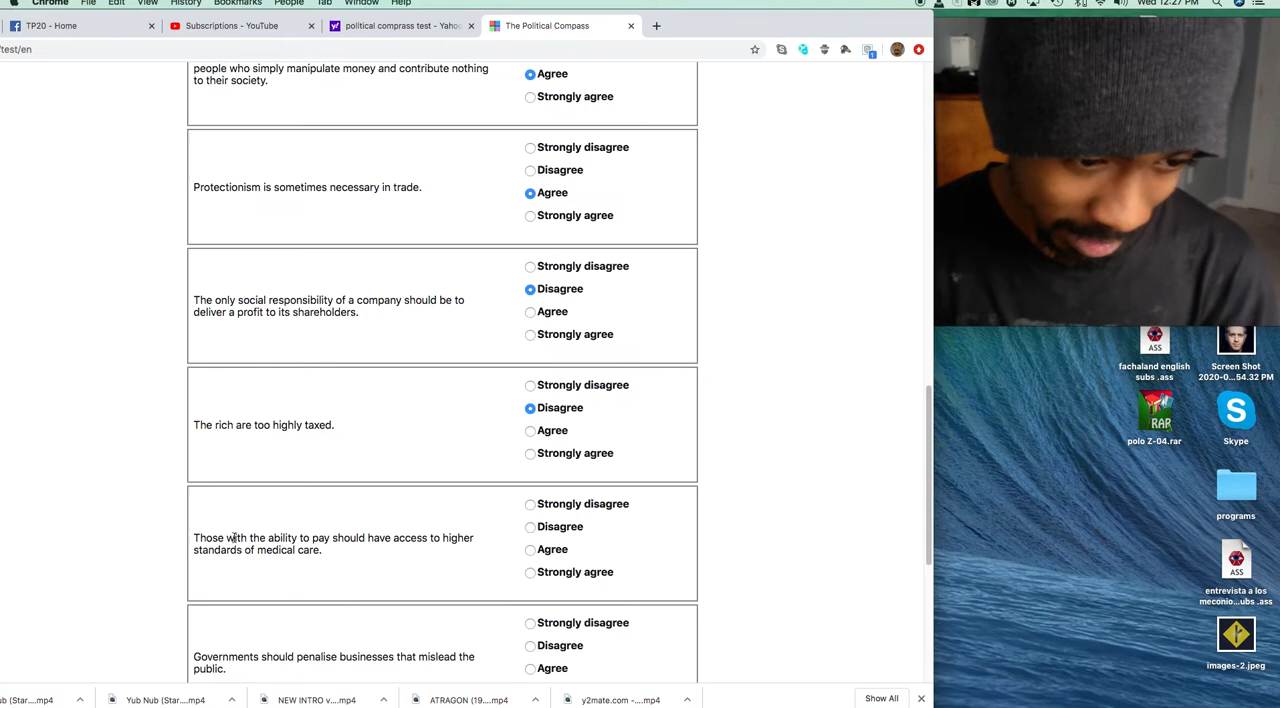 Chrome File Edit View History Bookmarks People Tab Window Help Wed 12:27 PM
TP20 - Home Subscriptions - YouTube political compass test - Yahoo The Political Compass
/test/en
people who simply manipulate money and contribute nothing
to their society.
Agree
Strongly agree
Protectionism is sometimes necessary in trade.
Strongly disagree
Disagree
Agree
Strongly agree
The only social responsibility of a company should be to
deliver a profit to its shareholders.
Strongly disagree
Disagree
Agree
Strongly agree
The rich are too highly taxed.
Strongly disagree
Disagree
Agree
Strongly agree
Those with the ability to pay should have access to higher
standards of medical care.
Strongly disagree
Disagree
Agree
Strongly agree
Governments should penalise businesses that mislead the
public.
Strongly disagree
Disagree
Agree
ASS
fachaland english
subs .ass
Screen Shot
2020-0...54.32 PM
RAR
polo Z-04.rar
S
Skype
programs
ASS
entrevista a los
meconio...ubs .ass
images-2.jpeg
ub (Star....mp4 Yub Nub (Star....mp4 NEW INTRO v....mp4 ATRAGON (19....mp4 y2mate.com -....mp4 Show All